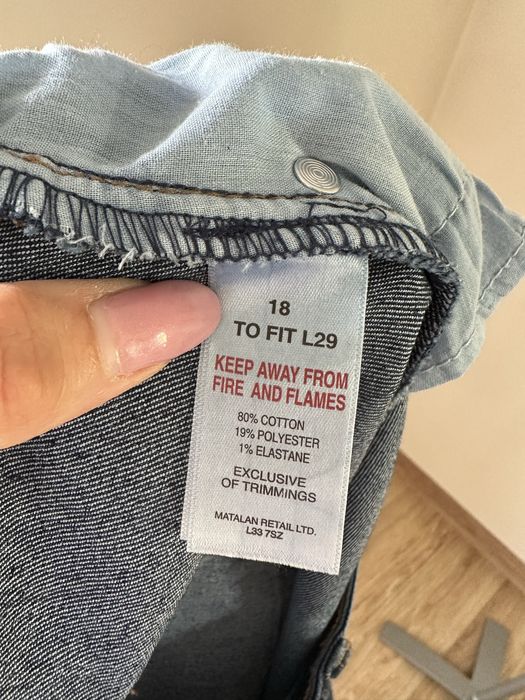 18
TO FIT L29
KEEP AWAY FROM
FIRE AND FLAMES
80% COTTON
19% POLYESTER
1% ELASTANE
EXCLUSIVE
OF TRIMMINGS
MATALAN RETAIL LTD.
L33 7SZ